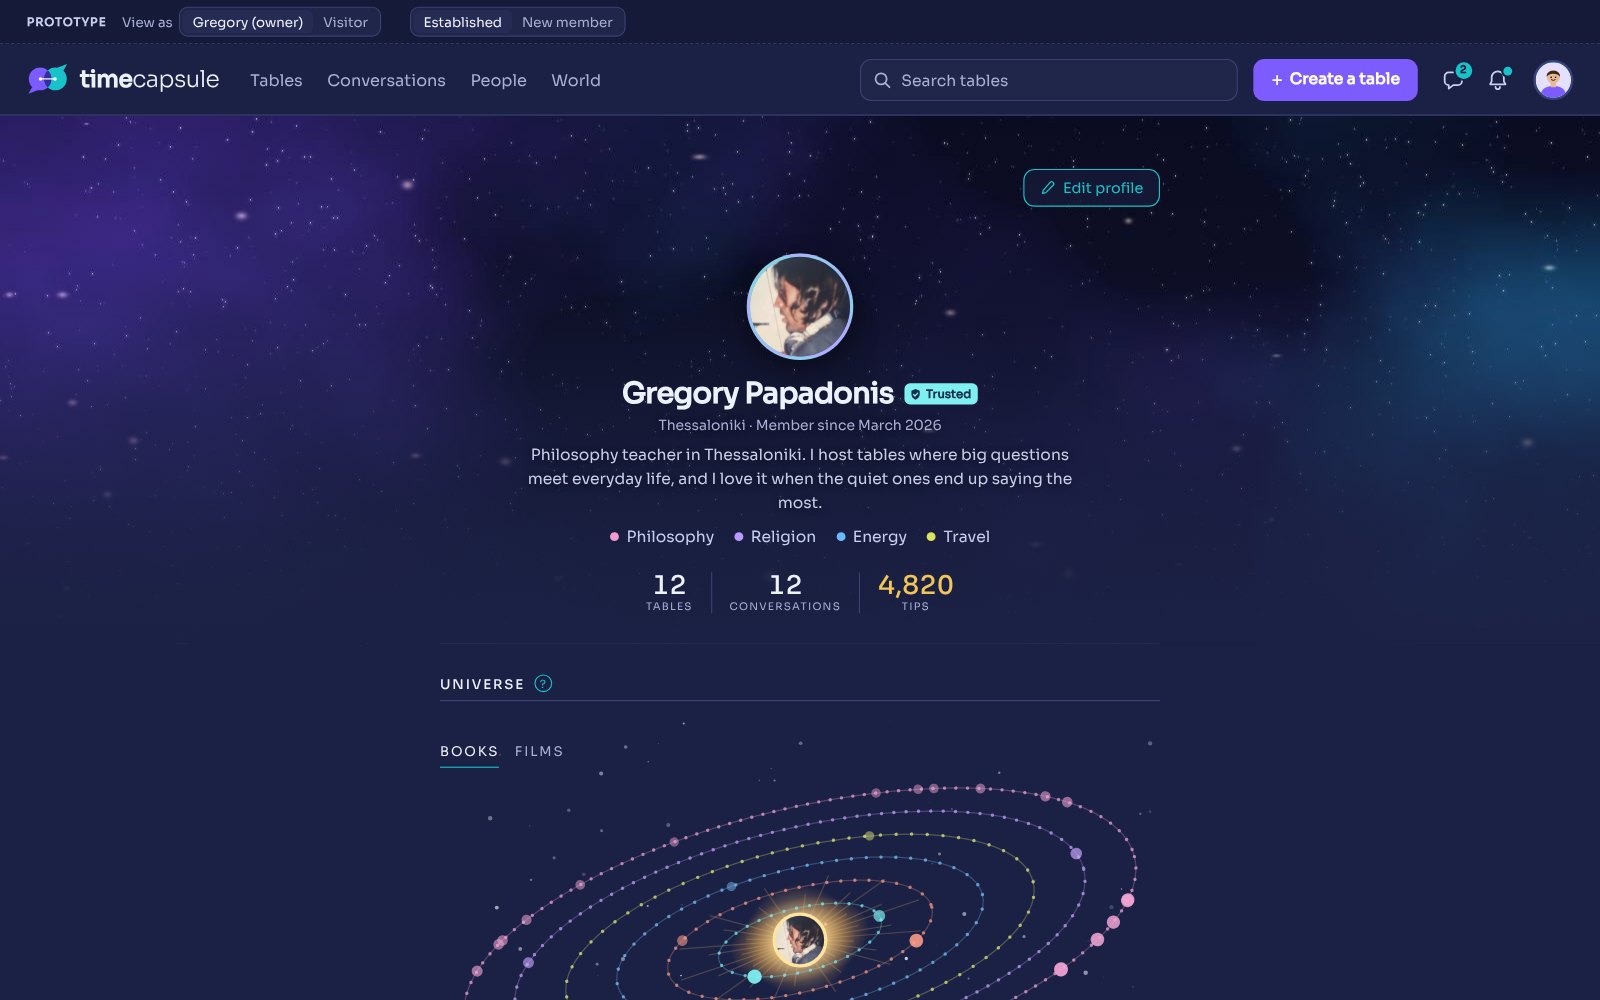 PROTOTYPE View as Gregory (owner) Visitor Established New member
timecapsule Tables Conversations People World Search tables + Create a table 2
Edit profile
Gregory Papadonis Trusted
Thessaloniki · Member since March 2026
Philosophy teacher in Thessaloniki. I host tables where big questions
meet everyday life, and I love it when the quiet ones end up saying the
most.
Philosophy Religion Energy Travel
12 12 4,820
TABLES CONVERSATIONS TIPS
UNIVERSE ?
BOOKS FILMS